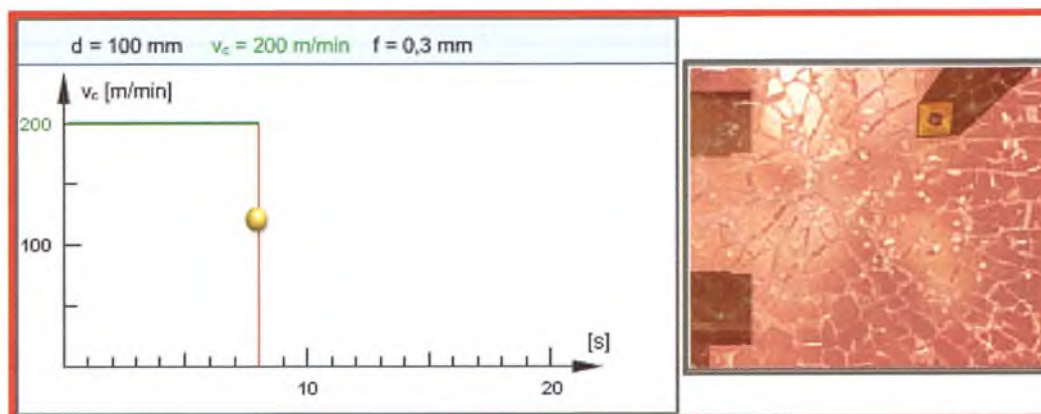 d = 100 mm v꜀ = 200 m/min f = 0,3 mm
v꜀ [m/min]
200
100
[s]
10
20